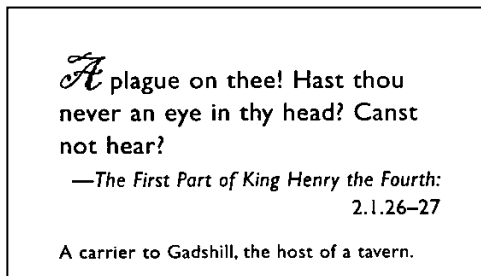 A plague on thee! Hast thou
never an eye in thy head? Canst
not hear?
—The First Part of King Henry the Fourth:
2.1.26–27
A carrier to Gadshill, the host of a tavern.